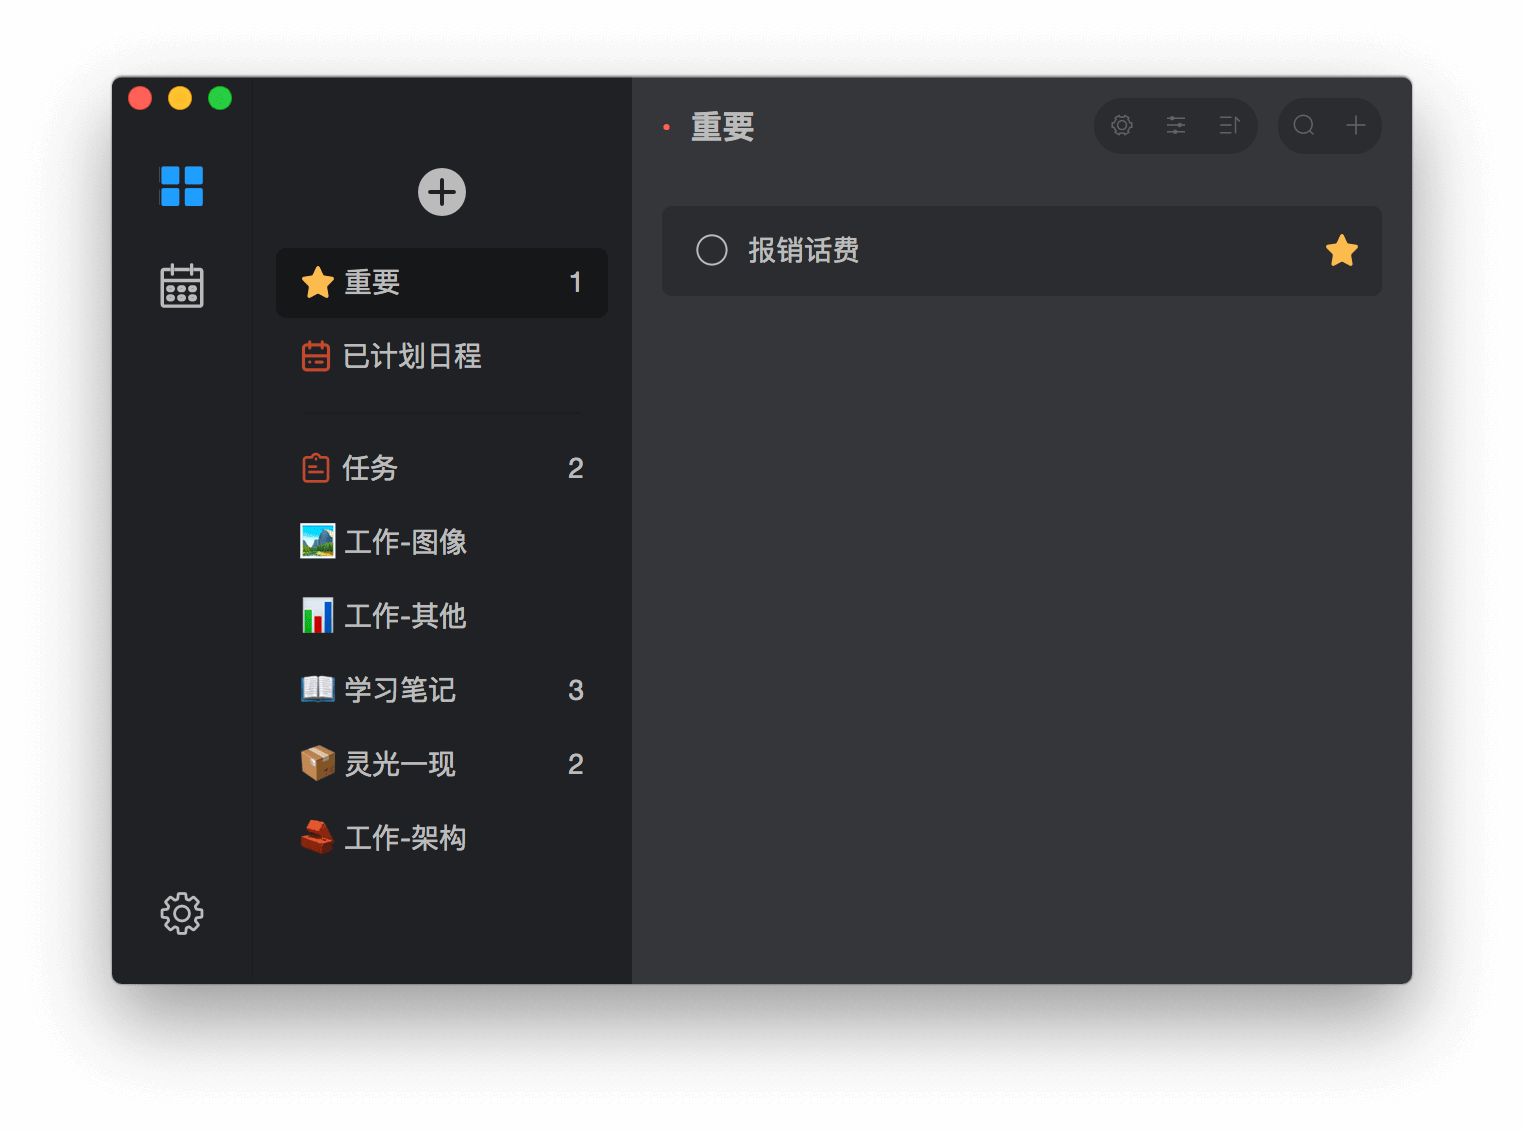 重要 1
已计划日程
任务 2
工作-图像
工作-其他
学习笔记 3
灵光一现 2
工作-架构
重要
报销话费